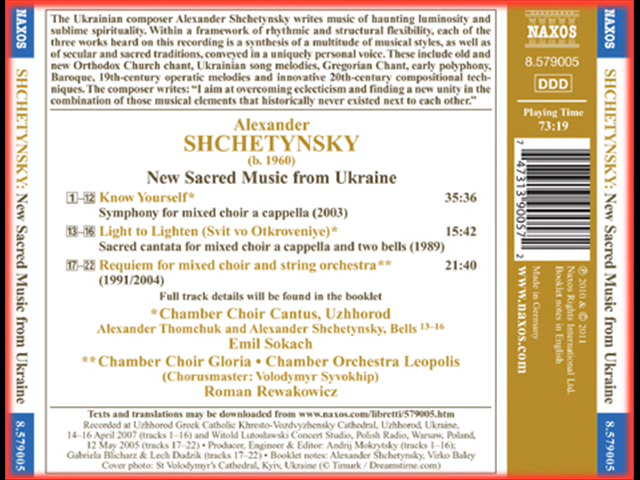 NAXOS
SHCHETYNSKY: New Sacred Music from Ukraine
8.579005
The Ukrainian composer Alexander Shchetynsky writes music of haunting luminosity and
sublime spirituality. Within a framework of rhythmic and structural flexibility, each of the
three works heard on this recording is a synthesis of a multitude of musical styles, as well as
of secular and sacred traditions, conveyed in a uniquely personal voice. These include old and
new Orthodox Church chant, Ukrainian song melodies, Gregorian Chant, early polyphony,
Baroque, 19th-century operatic melodies and innovative 20th-century compositional tech-
niques. The composer writes: “I aim at overcoming eclecticism and finding a new unity in the
combination of those musical elements that historically never existed next to each other.”
Alexander
SHCHETYNSKY
(b. 1960)
New Sacred Music from Ukraine
1–12 Know Yourself* 35:36
Symphony for mixed choir a cappella (2003)
13–16 Light to Lighten (Svit vo Otkroveniye)* 15:42
Sacred cantata for mixed choir a cappella and two bells (1989)
17–22 Requiem for mixed choir and string orchestra** 21:40
(1991/2004)
Full track details will be found in the booklet
*Chamber Choir Cantus, Uzhhorod
Alexander Thomchuk and Alexander Shchetynsky, Bells 13–16
Emil Sokach
**Chamber Choir Gloria • Chamber Orchestra Leopolis
(Chorusmaster: Volodymyr Syvokhip)
Roman Rewakowicz
Texts and translations may be downloaded from www.naxos.com/libretti/579005.htm
Recorded at Uzhhorod Greek Catholic Khresto-Vozdvyzhensky Cathedral, Uzhhorod, Ukraine,
14–16 April 2007 (tracks 1–16) and Witold Lutosławski Concert Studio, Polish Radio, Warsaw, Poland,
12 May 2005 (tracks 17–22) • Producer, Engineer & Editor: Andrij Mokrytsky (tracks 1–16);
Gabriela Blicharz & Lech Dudzik (tracks 17–22) • Booklet notes: Alexander Shchetynsky, Virko Baley
Cover photo: St Volodymyr's Cathedral, Kyiv, Ukraine (© Timurk / Dreamstime.com)
NAXOS
8.579005
DDD
Playing Time
73:19
7 47313 90057 2
℗ 2010 & © 2011
Naxos Rights International Ltd.
Booklet notes in English
Made in Germany
www.naxos.com
NAXOS
SHCHETYNSKY: New Sacred Music from Ukraine
8.579005